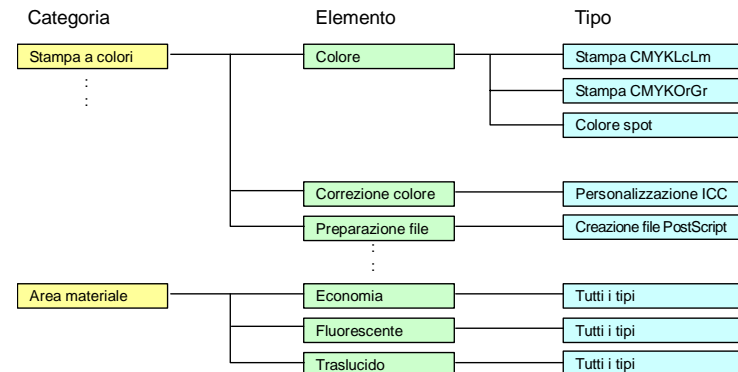 Categoria Elemento Tipo
Stampa a colori Colore Stampa CMYKLcLm
: Stampa CMYKOrGr
: Colore spot
Correzione colore Personalizzazione ICC
Preparazione file Creazione file PostScript
:
:
Area materiale Economia Tutti i tipi
Fluorescente Tutti i tipi
Traslucido Tutti i tipi